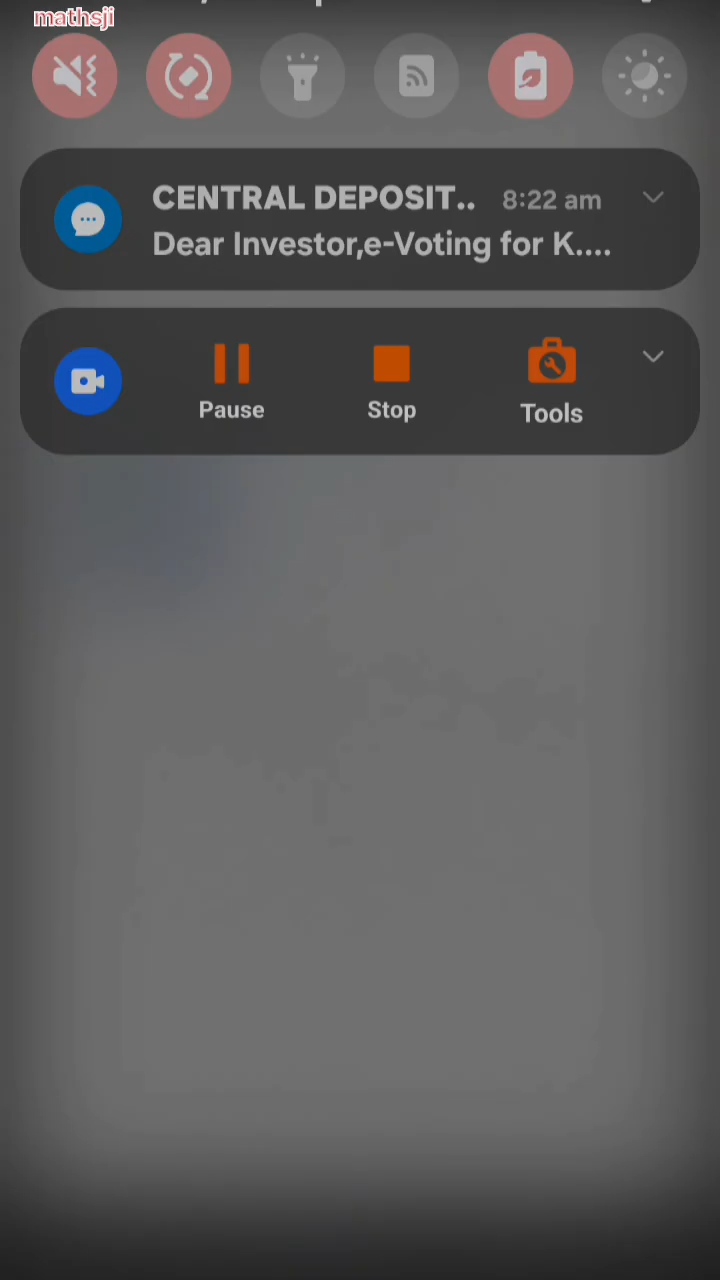 mathsji
CENTRAL DEPOSIT..
8:22 am
Dear Investor,e-Voting for K....
Pause
Stop
Tools